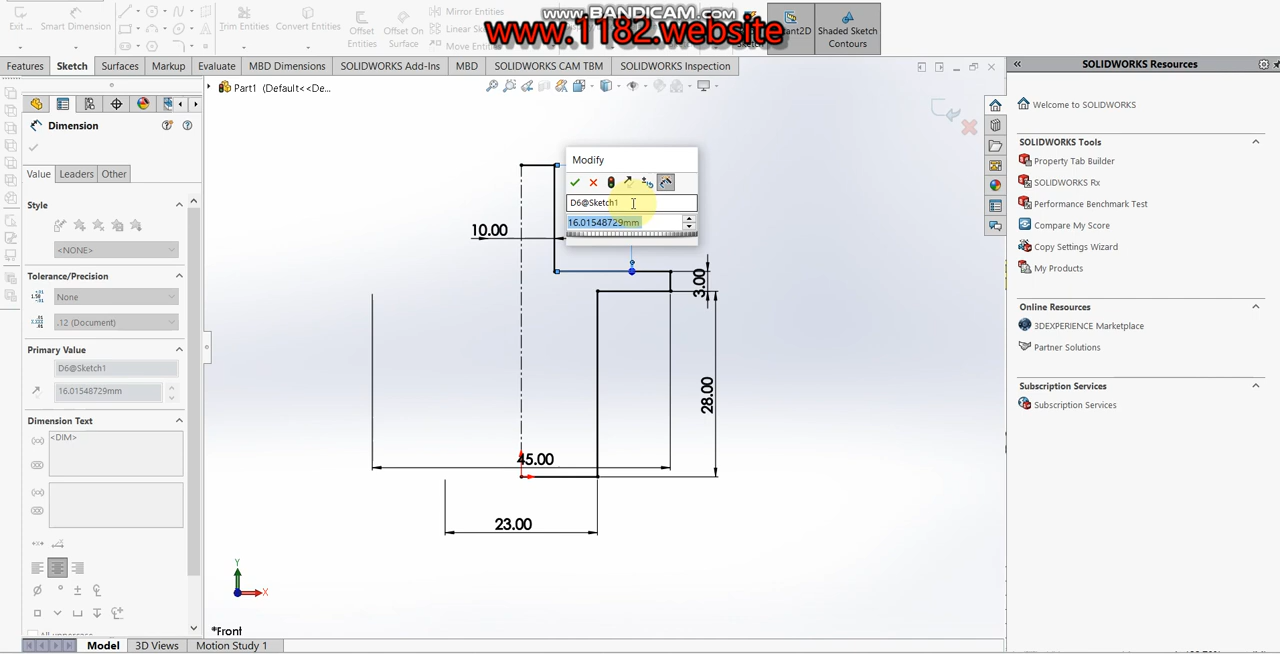 www.BANDICAM.com
www.1182.website
Exit ...
Smart Dimension
Trim Entities
Convert Entities
Offset Entities
Offset On Surface
Mirror Entities
Linear Sk
Move Entitie
Instant2D
Shaded Sketch Contours
Features
Sketch
Surfaces
Markup
Evaluate
MBD Dimensions
SOLIDWORKS Add-Ins
MBD
SOLIDWORKS CAM TBM
SOLIDWORKS Inspection
SOLIDWORKS Resources
Part1 (Default<<De...
Dimension
Value
Leaders
Other
Style
<NONE>
Tolerance/Precision
None
.12 (Document)
Primary Value
D6@Sketch1
16.01548729mm
Dimension Text
<DIM>
Modify
D6@Sketch1
16.01548729mm
10.00
3.00
28.00
45.00
23.00
Y
X
*Front
Model
3D Views
Motion Study 1
Welcome to SOLIDWORKS
SOLIDWORKS Tools
Property Tab Builder
SOLIDWORKS Rx
Performance Benchmark Test
Compare My Score
Copy Settings Wizard
My Products
Online Resources
3DEXPERIENCE Marketplace
Partner Solutions
Subscription Services
Subscription Services